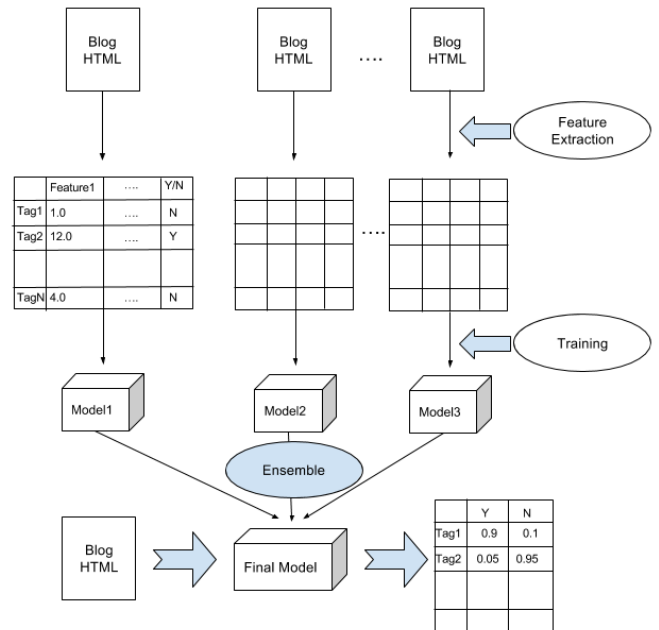 Blog
HTML
Blog
HTML
....
Blog
HTML
Feature
Extraction
Feature1 .... Y/N
Tag1 1.0 .... N
Tag2 12.0 .... Y
....
TagN 4.0 .... N
Training
Model1
Model2
Model3
Ensemble
Blog
HTML
Final Model
Y N
Tag1 0.9 0.1
Tag2 0.05 0.95